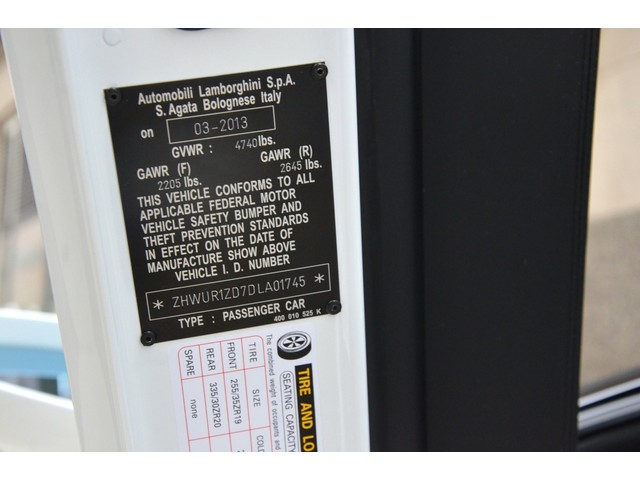 Automobili Lamborghini S.p.A.
S. Agata Bolognese Italy
on 03-2013
GVWR : 4740lbs.
GAWR (F) GAWR (R)
2205 lbs. 2645 lbs.
THIS VEHICLE CONFORMS TO ALL
APPLICABLE FEDERAL MOTOR
VEHICLE SAFETY BUMPER AND
THEFT PREVENTION STANDARDS
IN EFFECT ON THE DATE OF
MANUFACTURE SHOW ABOVE
VEHICLE I. D. NUMBER
* ZHWUR1ZD7DLA01745 *
TYPE : PASSENGER CAR
400 010 525 K
TIRE AND LO
SEATING CAPACITY
The combined weight of occupants and
TIRE SIZE COL
FRONT 255/35ZR19
REAR 335/30ZR20
SPARE none